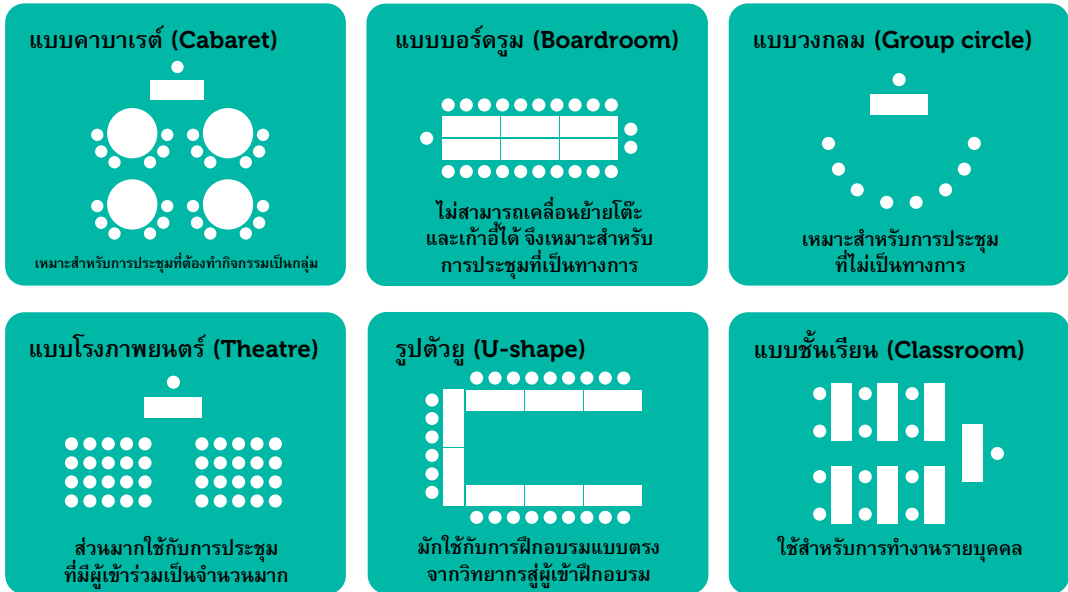 แบบคาบาเรต์ (Cabaret)
เหมาะสำหรับการประชุมที่ต้องทำกิจกรรมเป็นกลุ่ม
แบบบอร์ดรูม (Boardroom)
ไม่สามารถเคลื่อนย้ายโต๊ะ
และเก้าอี้ได้ จึงเหมาะสำหรับ
การประชุมที่เป็นทางการ
แบบวงกลม (Group circle)
เหมาะสำหรับการประชุม
ที่ไม่เป็นทางการ
แบบโรงภาพยนตร์ (Theatre)
ส่วนมากใช้กับการประชุม
ที่มีผู้เข้าร่วมเป็นจำนวนมาก
รูปตัวยู (U-shape)
มักใช้กับการฝึกอบรมแบบตรง
จากวิทยากรสู่ผู้เข้าฝึกอบรม
แบบชั้นเรียน (Classroom)
ใช้สำหรับการทำงานรายบุคคล